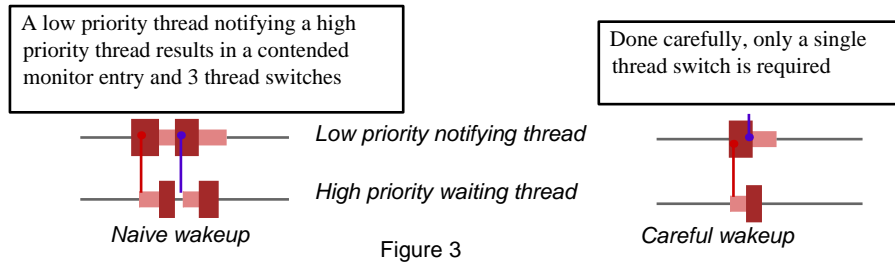 A low priority thread notifying a high
priority thread results in a contended
monitor entry and 3 thread switches
Done carefully, only a single
thread switch is required
Low priority notifying thread
High priority waiting thread
Naive wakeup
Careful wakeup
Figure 3